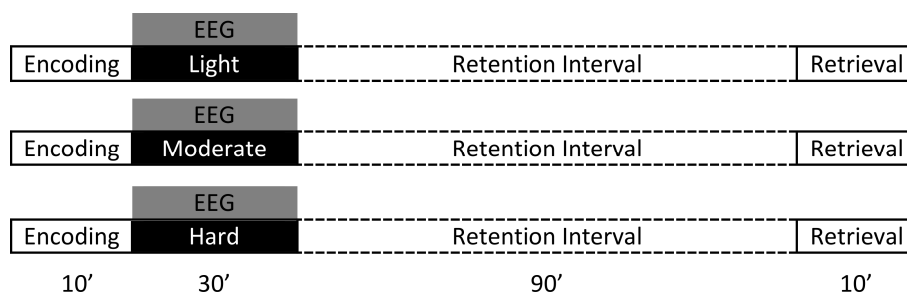 EEG
Encoding Light Retention Interval Retrieval
EEG
Encoding Moderate Retention Interval Retrieval
EEG
Encoding Hard Retention Interval Retrieval
10’ 30’ 90’ 10’